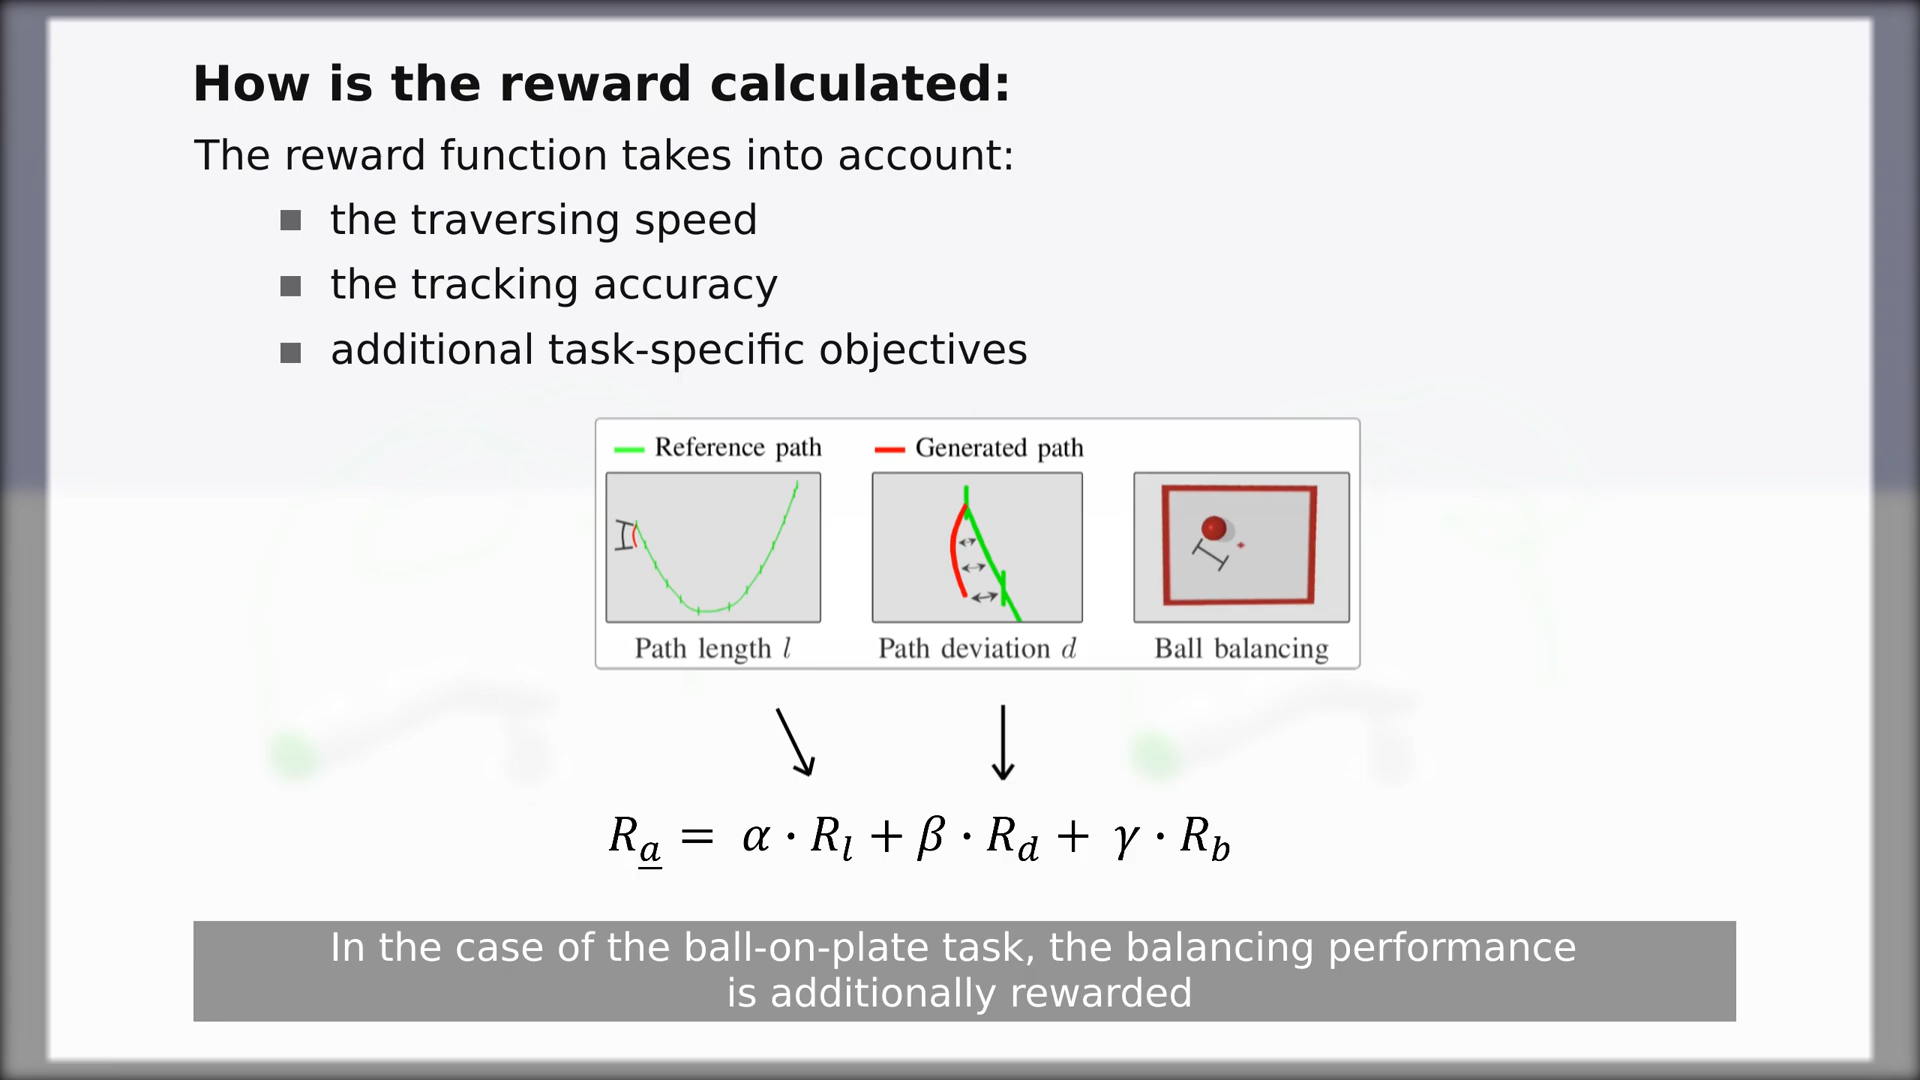 How is the reward calculated:
The reward function takes into account:
■ the traversing speed
■ the tracking accuracy
■ additional task-specific objectives
Reference path Generated path
Path length l Path deviation d Ball balancing
R_a = α · R_l + β · R_d + γ · R_b
In the case of the ball-on-plate task, the balancing performance
is additionally rewarded